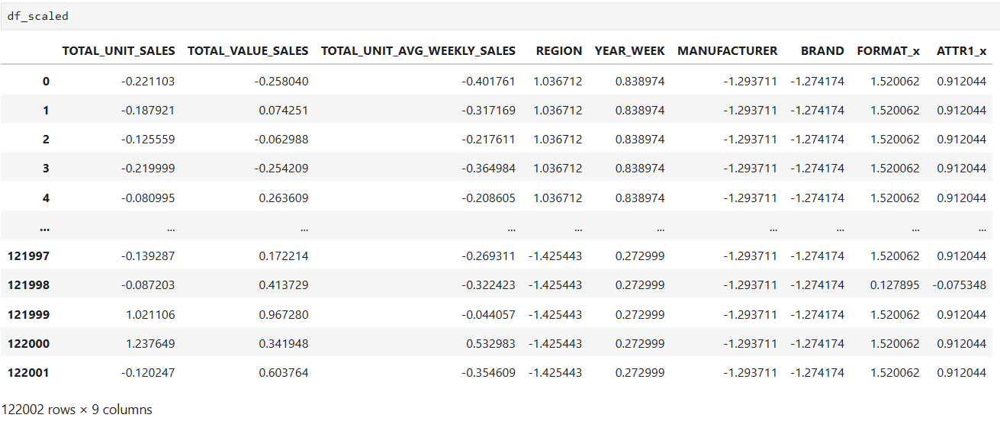 df_scaled
TOTAL_UNIT_SALES TOTAL_VALUE_SALES TOTAL_UNIT_AVG_WEEKLY_SALES REGION YEAR_WEEK MANUFACTURER BRAND FORMAT_x ATTR1_x
0 -0.221103 -0.258040 -0.401761 1.036712 0.838974 -1.293711 -1.274174 1.520062 0.912044
1 -0.187921 0.074251 -0.317169 1.036712 0.838974 -1.293711 -1.274174 1.520062 0.912044
2 -0.125559 -0.062988 -0.217611 1.036712 0.838974 -1.293711 -1.274174 1.520062 0.912044
3 -0.219999 -0.254209 -0.364984 1.036712 0.838974 -1.293711 -1.274174 1.520062 0.912044
4 -0.080995 0.263609 -0.208605 1.036712 0.838974 -1.293711 -1.274174 1.520062 0.912044
... ... ... ... ... ... ... ... ... ...
121997 -0.139287 0.172214 -0.269311 -1.425443 0.272999 -1.293711 -1.274174 1.520062 0.912044
121998 -0.087203 0.413729 -0.322423 -1.425443 0.272999 -1.293711 -1.274174 0.127895 -0.075348
121999 1.021106 0.967280 -0.044057 -1.425443 0.272999 -1.293711 -1.274174 1.520062 0.912044
122000 1.237649 0.341948 0.532983 -1.425443 0.272999 -1.293711 -1.274174 1.520062 0.912044
122001 -0.120247 0.603764 -0.354609 -1.425443 0.272999 -1.293711 -1.274174 1.520062 0.912044
122002 rows × 9 columns